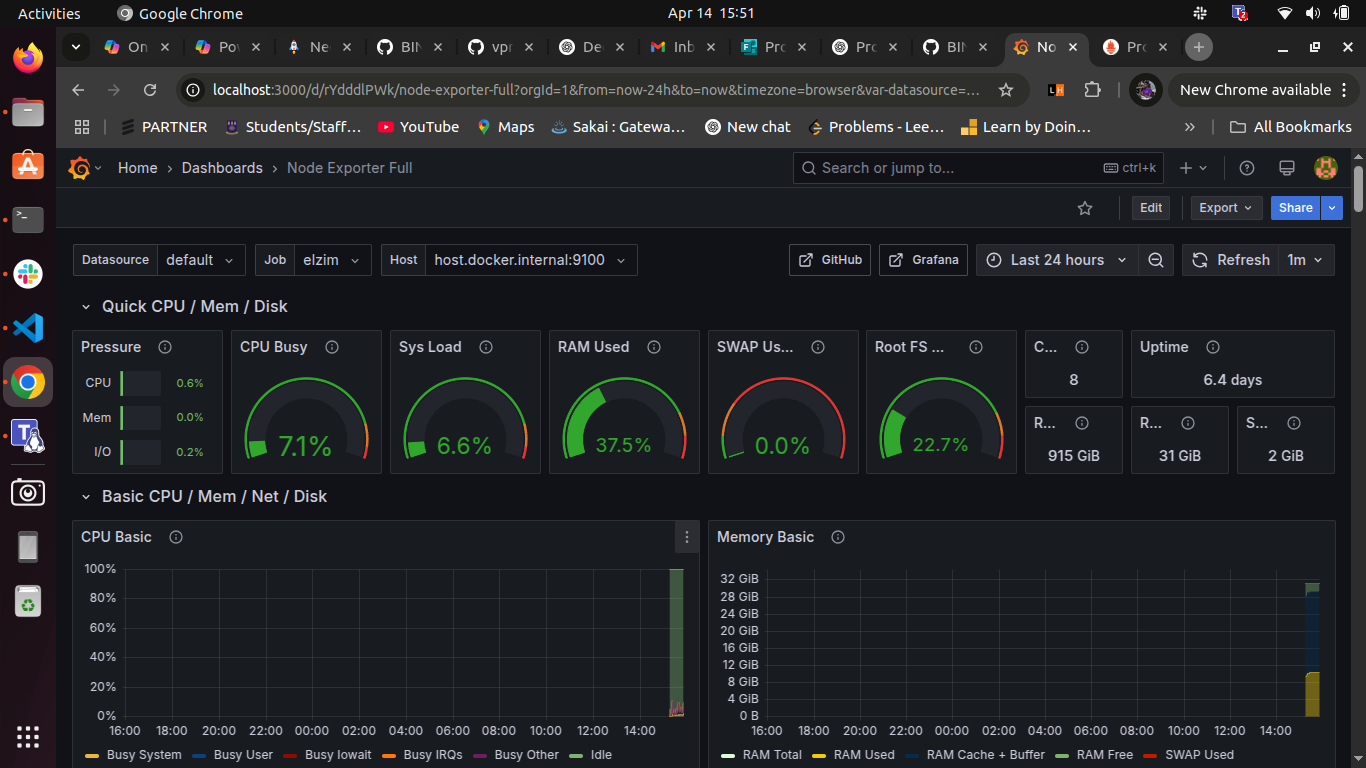 Activities Google Chrome Apr 14 15:51
On Pov Ne BIN vpr De Inb Pro Pro BIN No Pro
localhost:3000/d/rYdddlPWk/node-exporter-full?orgId=1&from=now-24h&to=now&timezone=browser&var-datasource=... New Chrome available
PARTNER Students/Staff... YouTube Maps Sakai : Gatewa... New chat Problems - Lee... Learn by Doin... » All Bookmarks
Home › Dashboards › Node Exporter Full Search or jump to... ctrl+k
Edit Export Share
Datasource default Job elzim Host host.docker.internal:9100 GitHub Grafana Last 24 hours Refresh 1m
Quick CPU / Mem / Disk
Pressure CPU Busy Sys Load RAM Used SWAP Us... Root FS ... C... Uptime
CPU 0.6% 8 6.4 days
Mem 0.0% R... R... S...
I/O 0.2% 7.1% 6.6% 37.5% 0.0% 22.7% 915 GiB 31 GiB 2 GiB
Basic CPU / Mem / Net / Disk
CPU Basic
100%
80%
60%
40%
20%
0%
16:00 18:00 20:00 22:00 00:00 02:00 04:00 06:00 08:00 10:00 12:00 14:00
Busy System Busy User Busy Iowait Busy IRQs Busy Other Idle
Memory Basic
32 GiB
28 GiB
24 GiB
20 GiB
16 GiB
12 GiB
8 GiB
4 GiB
0 B
16:00 18:00 20:00 22:00 00:00 02:00 04:00 06:00 08:00 10:00 12:00 14:00
RAM Total RAM Used RAM Cache + Buffer RAM Free SWAP Used